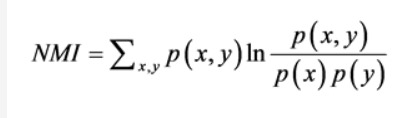 NMI = ∑x,y p(x, y) ln p(x, y) / p(x) p(y)